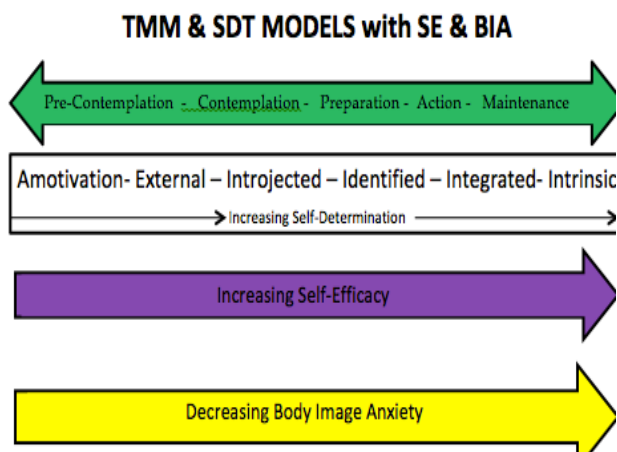 TMM & SDT MODELS with SE & BIA
Pre-Contemplation - Contemplation - Preparation - Action - Maintenance
Amotivation- External – Introjected – Identified – Integrated- Intrinsic
Increasing Self-Determination
Increasing Self-Efficacy
Decreasing Body Image Anxiety